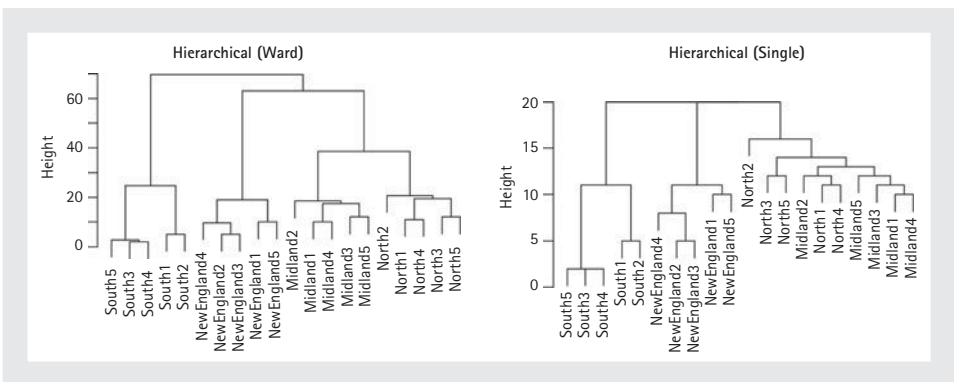 Hierarchical (Ward)
Height
60
40
20
0
South5
South3
South4
South1
South2
NewEngland4
NewEngland2
NewEngland3
NewEngland1
NewEngland5
Midland2
Midland1
Midland4
Midland3
Midland5
North2
North1
North4
North3
North5
Hierarchical (Single)
Height
20
15
10
5
0
South5
South3
South4
South1
South2
NewEngland4
NewEngland2
NewEngland3
NewEngland1
NewEngland5
North2
North3
North5
Midland2
North1
North4
Midland5
Midland3
Midland1
Midland4